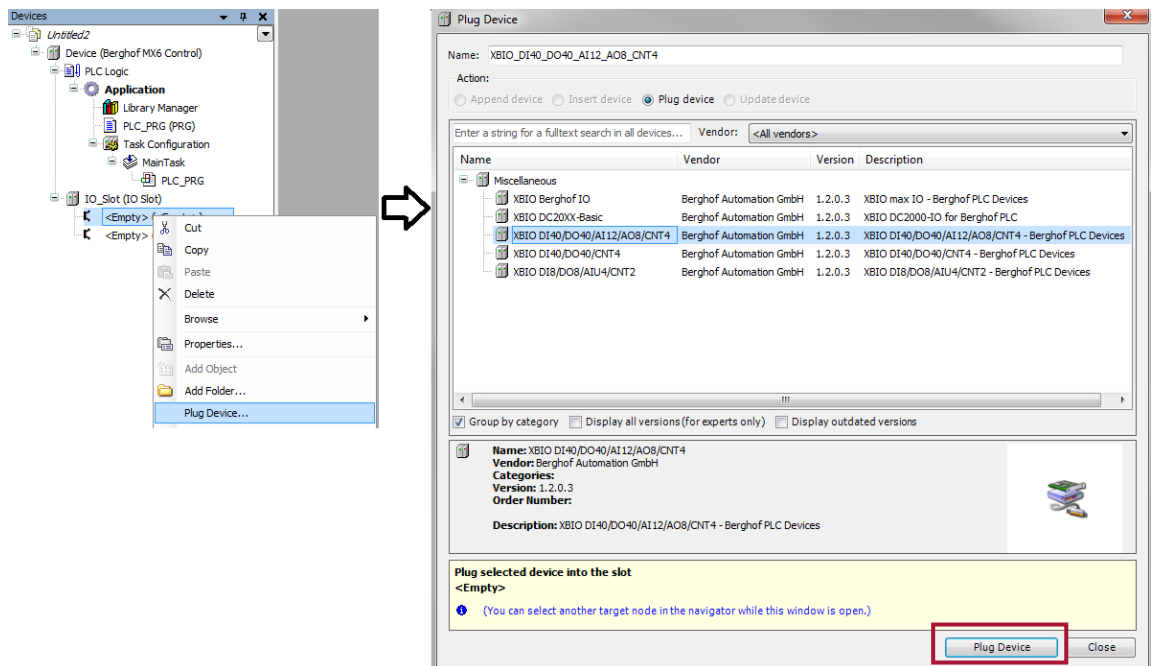 Devices
Untitled2
Device (Berghof MX6 Control)
PLC Logic
Application
Library Manager
PLC_PRG (PRG)
Task Configuration
MainTask
PLC_PRG
IO_Slot (IO Slot)
<Empty>
<Empty>
Cut
Copy
Paste
Delete
Browse
Properties...
Add Object
Add Folder...
Plug Device...
Plug Device
Name: XBIO_DI40_DO40_AI12_AO8_CNT4
Action:
Append device Insert device Plug device Update device
Enter a string for a fulltext search in all devices... Vendor: <All vendors>
Name Vendor Version Description
Miscellaneous
XBIO Berghof IO Berghof Automation GmbH 1.2.0.3 XBIO max IO - Berghof PLC Devices
XBIO DC20XX-Basic Berghof Automation GmbH 1.2.0.3 XBIO DC2000-IO for Berghof PLC
XBIO DI40/DO40/AI12/AO8/CNT4 Berghof Automation GmbH 1.2.0.3 XBIO DI40/DO40/AI12/AO8/CNT4 - Berghof PLC Devices
XBIO DI40/DO40/CNT4 Berghof Automation GmbH 1.2.0.3 XBIO DI40/DO40/CNT4 - Berghof PLC Devices
XBIO DI8/DO8/AIU4/CNT2 Berghof Automation GmbH 1.2.0.3 XBIO DI8/DO8/AIU4/CNT2 - Berghof PLC Devices
Group by category Display all versions (for experts only) Display outdated versions
Name: XBIO DI40/DO40/AI12/AO8/CNT4
Vendor: Berghof Automation GmbH
Categories:
Version: 1.2.0.3
Order Number:
Description: XBIO DI40/DO40/AI12/AO8/CNT4 - Berghof PLC Devices
Plug selected device into the slot
<Empty>
(You can select another target node in the navigator while this window is open.)
Plug Device Close